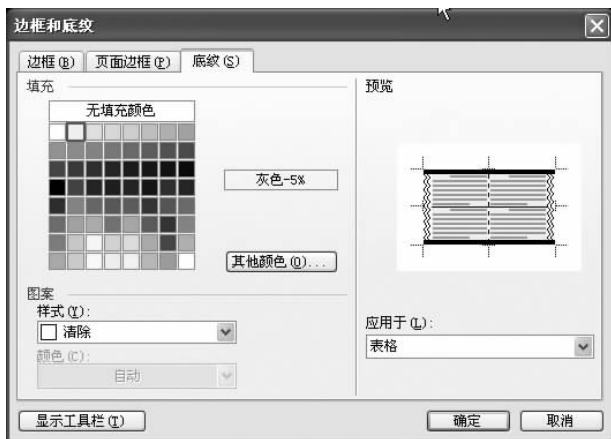 边框和底纹
边框(B) 页面边框(P) 底纹(S)
填充
无填充颜色
灰色-5%
其他颜色(O)...
图案
样式(Y):
清除
颜色(C):
自动
预览
应用于(L):
表格
显示工具栏(T) 确定 取消